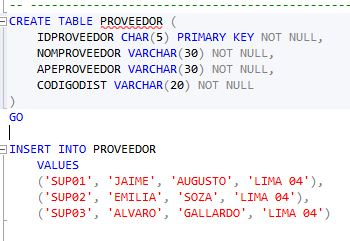 -- ----------------------------------------
CREATE TABLE PROVEEDOR (
IDPROVEEDOR CHAR(5) PRIMARY KEY NOT NULL,
NOMPROVEEDOR VARCHAR(30) NOT NULL,
APEPROVEEDOR VARCHAR(30) NOT NULL,
CODIGODIST VARCHAR(20) NOT NULL
)
GO
INSERT INTO PROVEEDOR
VALUES
('SUP01', 'JAIME', 'AUGUSTO', 'LIMA 04'),
('SUP02', 'EMILIA', 'SOZA', 'LIMA 04'),
('SUP03', 'ALVARO', 'GALLARDO', 'LIMA 04')